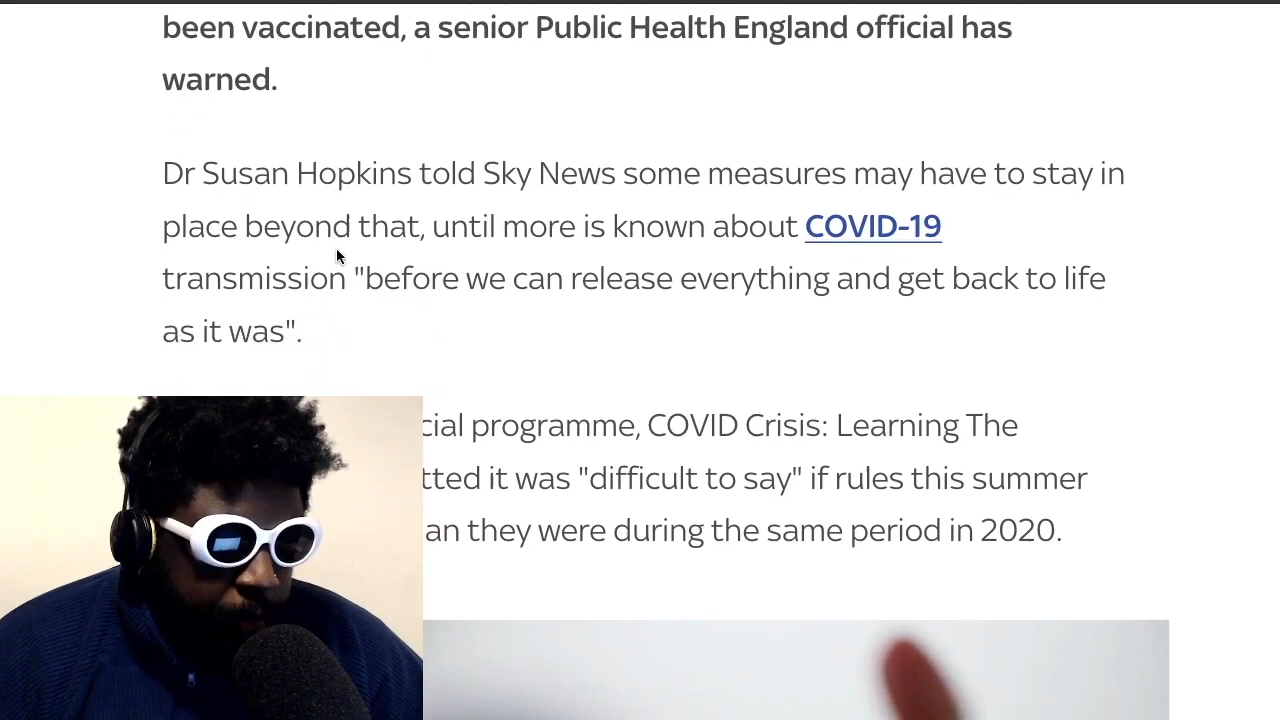 been vaccinated, a senior Public Health England official has
warned.
Dr Susan Hopkins told Sky News some measures may have to stay in
place beyond that, until more is known about COVID-19
transmission "before we can release everything and get back to life
as it was".
cial programme, COVID Crisis: Learning The
tted it was "difficult to say" if rules this summer
an they were during the same period in 2020.